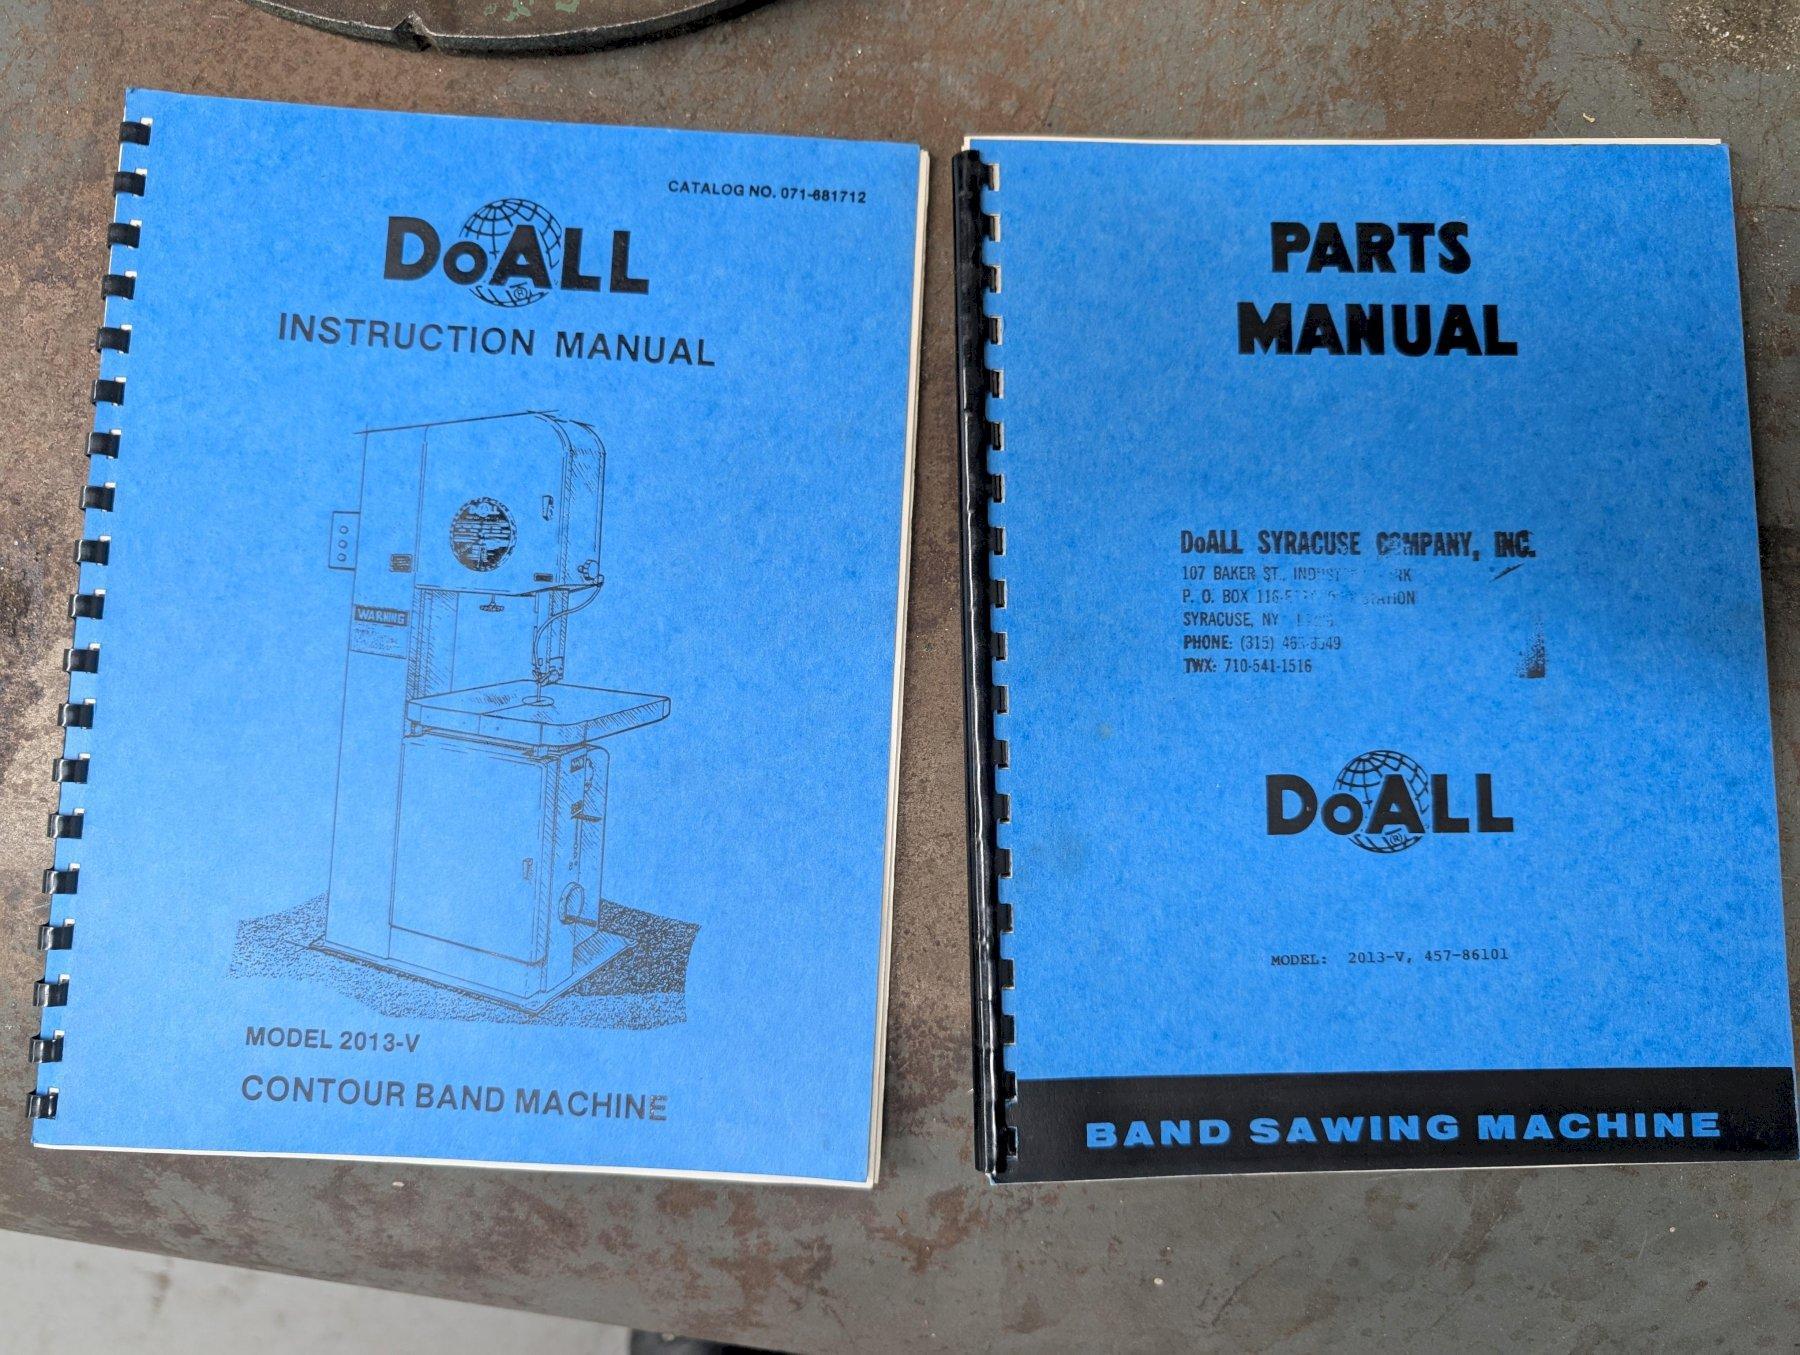 CATALOG NO. 071-681712
DoALL
®
INSTRUCTION MANUAL
WARNING
MODEL 2013-V
CONTOUR BAND MACHINE
PARTS
MANUAL
DoALL SYRACUSE COMPANY, INC.
107 BAKER ST.,
P. O. BOX STATION
SYRACUSE, NY
PHONE: (315)
TWX: 710-541-1516
DoALL
®
MODEL: 2013-V, 457-86101
BAND SAWING MACHINE